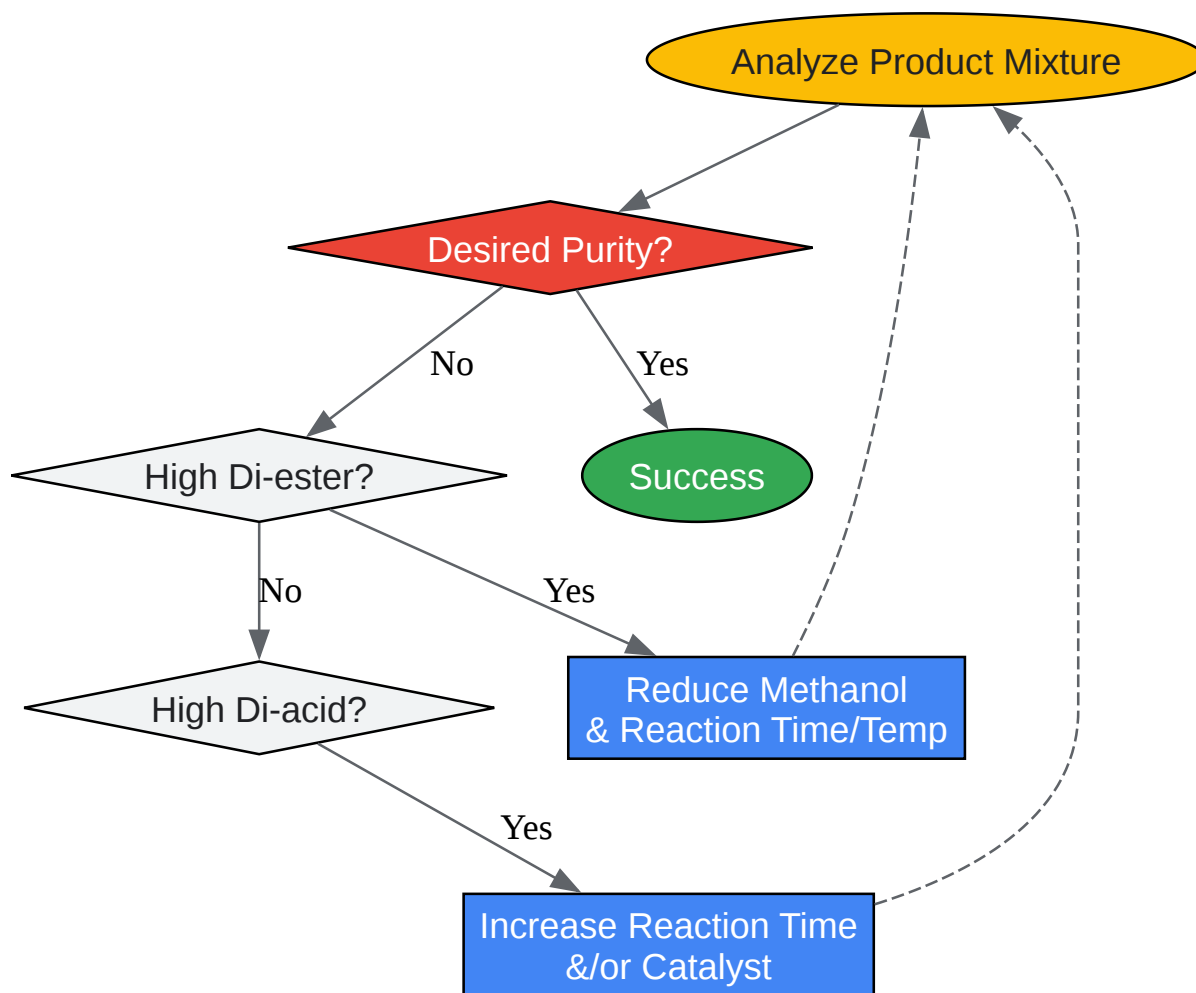 Analyze Product Mixture
Desired Purity?
No
Yes
High Di-ester?
Success
No
Yes
Reduce Methanol
& Reaction Time/Temp
High Di-acid?
Yes
Increase Reaction Time
&/or Catalyst